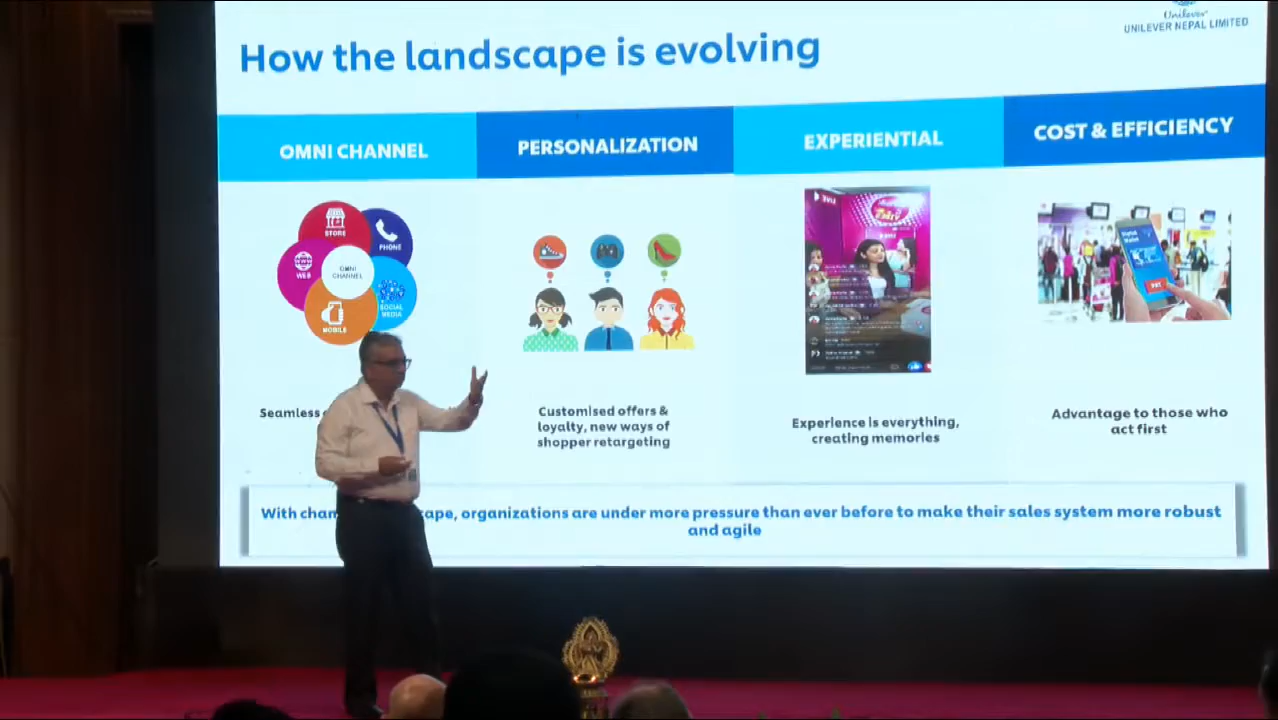 Unilever
UNILEVER NEPAL LIMITED
How the landscape is evolving
OMNI CHANNEL
PERSONALIZATION
EXPERIENTIAL
COST & EFFICIENCY
STORE
PHONE
WEB
OMNI
CHANNEL
SOCIAL
MEDIA
MOBILE
Digital
Wallet
PAY
Seamless
Customised offers &
loyalty, new ways of
shopper retargeting
Experience is everything,
creating memories
Advantage to those who
act first
With cape, organizations are under more pressure than ever before to make their sales system more robust
and agile